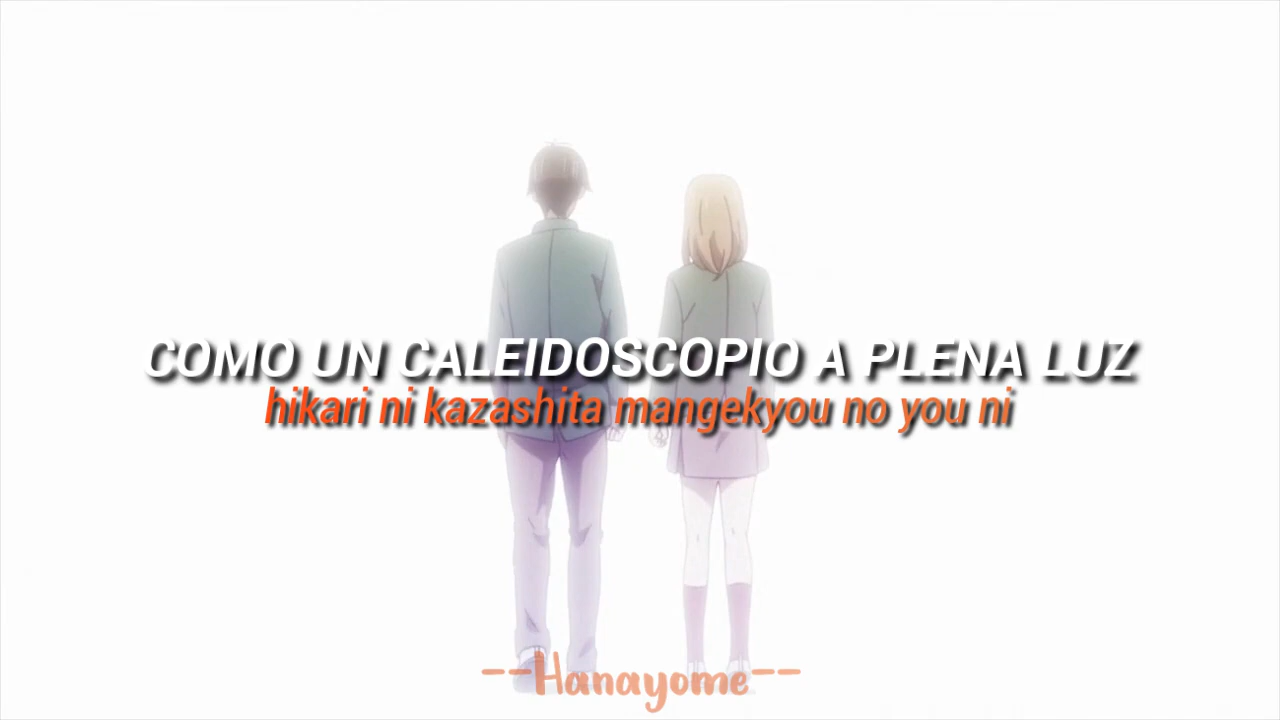 COMO UN CALEIDOSCOPIO A PLENA LUZ
hikari ni kazashita mangekyou no you ni
--Hanayome--